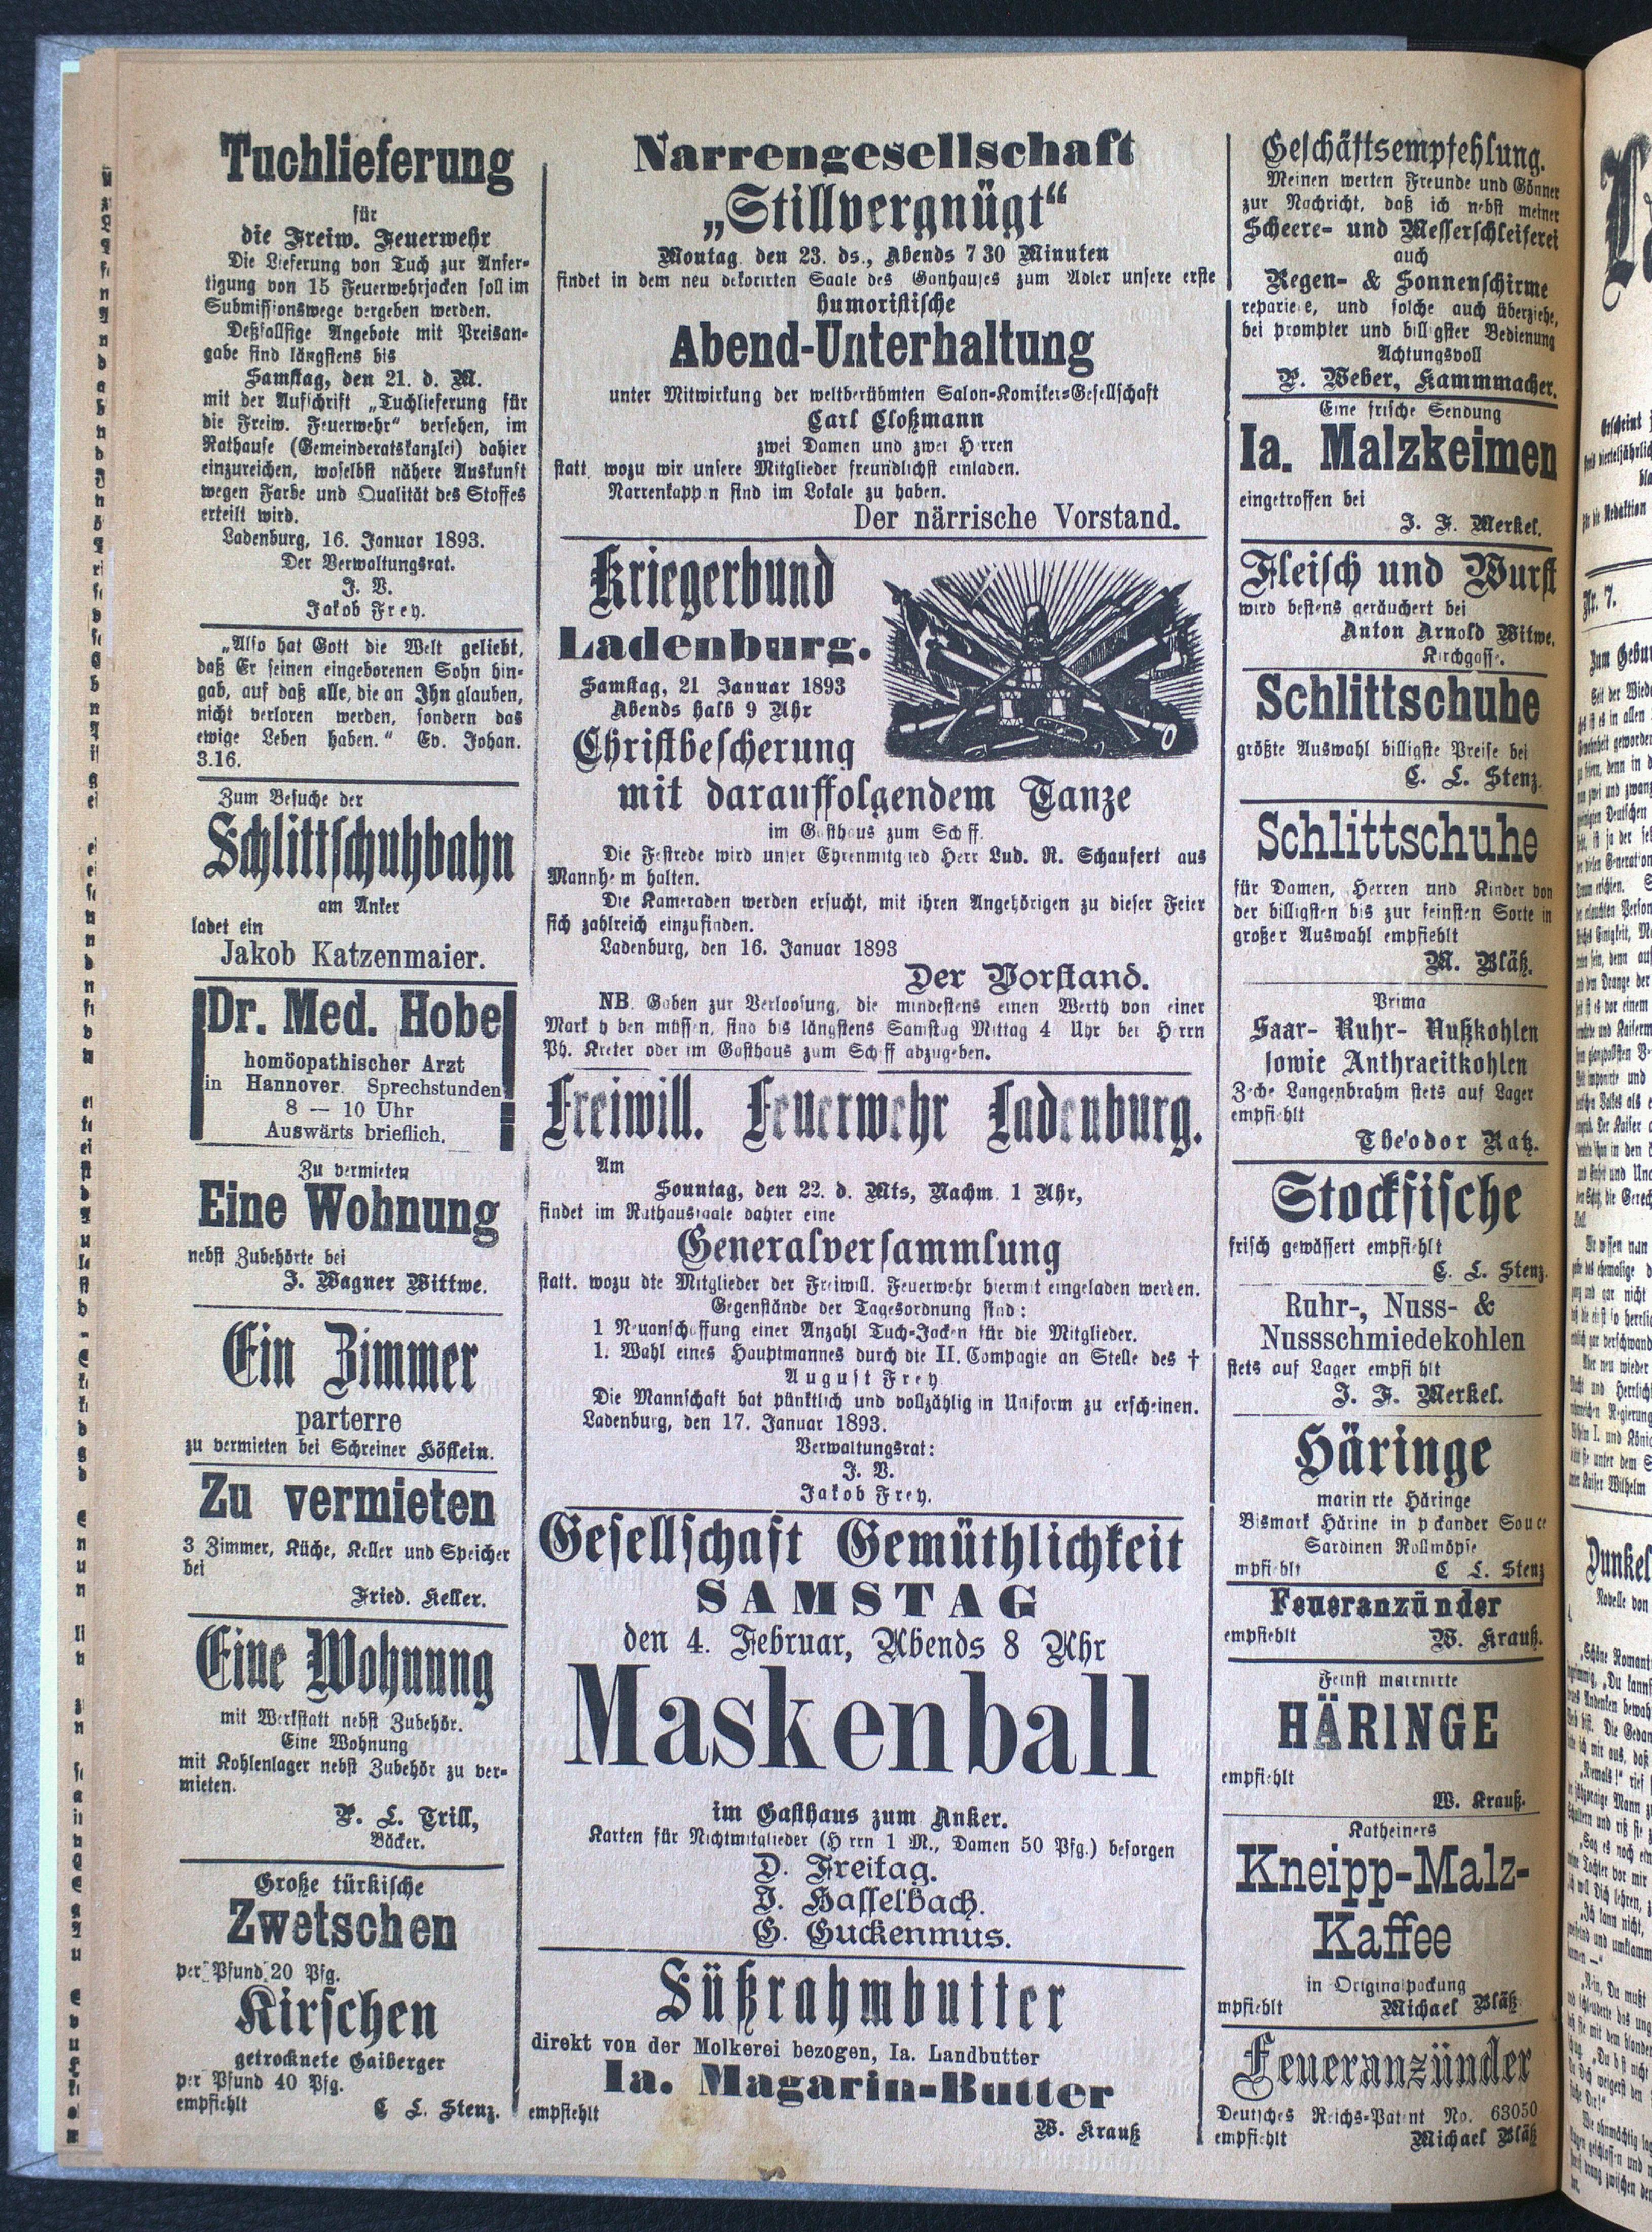 Tuchlieferung
für
die Freiw. Feuerwehr
Die Lieferung von Tuch zur Anfer-
tigung von 15 Feuerwehrjacken soll im
Submissionswege vergeben werden.
Deßfallsige Angebote mit Preisan-
gabe sind längstens bis
Samstag, den 21. d. M.
mit der Aufschrift „Tuchlieferung für
die Freiw. Feuerwehr“ versehen, im
Rathause (Gemeinderatskanzlei) dahier
einzureichen, woselbst nähere Auskunft
wegen Farbe und Qualität des Stoffes
erteilt wird.
Ladenburg, 16. Januar 1893.
Der Verwaltungsrat.
J. V.
Jakob Frey.
„Also hat Gott die Welt geliebt,
daß Er seinen eingeborenen Sohn hin-
gab, auf daß alle, die an Ihn glauben,
nicht verloren werden, sondern das
ewige Leben haben.“ Ev. Johan.
3.16.
Zum Besuche der
Schlittschuhbahn
am Anker
ladet ein
Jakob Katzenmaier.
Dr. Med. Hobe
homöopathischer Arzt
in Hannover. Sprechstunden
8 — 10 Uhr
Auswärts brieflich.
Zu vermieten
Eine Wohnung
nebst Zubehörte bei
J. Wagner Wittwe.
Ein Zimmer
parterre
zu vermieten bei Schreiner Höflein.
Zu vermieten
3 Zimmer, Küche, Keller und Speicher
bei
Fried. Keller.
Eine Wohnung
mit Werkstatt nebst Zubehör.
Eine Wohnung
mit Kohlenlager nebst Zubehör zu ver-
mieten.
P. L. Trill,
Bäcker.
Große türkische
Zwetschen
per Pfund 20 Pfg.
Kirschen
getrocknete Gaiberger
per Pfund 40 Pfg.
empfiehlt
C L. Stenz.
Narrengesellschaft
„Stillvergnügt“
Montag den 23. ds., Abends 7 30 Minuten
findet in dem neu dekorirten Saale des Ganhauses zum Adler unsere erste
humoristische
Abend-Unterhaltung
unter Mitwirkung der weltberühmten Salon-Komiker-Gesellschaft
Carl Cloßmann
zwei Damen und zwei Herren
statt wozu wir unsere Mitglieder freundlichst einladen.
Narrenkappen sind im Lokale zu haben.
Der närrische Vorstand.
Kriegerbund
Ladenburg.
Samstag, 21 Januar 1893
Abends halb 9 Uhr
Christbescherung
mit darauffolgendem Tanze
im Gasthaus zum Schiff.
Die Festrede wird unser Ehrenmitglied Herr Lud. R. Schaufert aus
Mannheim halten.
Die Kameraden werden ersucht, mit ihren Angehörigen zu dieser Feier
sich zahlreich einzufinden.
Ladenburg, den 16. Januar 1893
Der Vorstand.
NB. Gaben zur Verloosung, die mindestens einen Werth von einer
Mark haben müssen, sind bis längstens Samstag Mittag 4 Uhr bei Herrn
Ph. Kreter oder im Gasthaus zum Schiff abzugeben.
Freiwill. Feuerwehr Ladenburg.
Am
Sonntag, den 22. d. Mts, Nachm. 1 Uhr,
findet im Rathaussaale dahier eine
Generalversammlung
statt. wozu die Mitglieder der Freiwill. Feuerwehr hiermit eingeladen werden.
Gegenstände der Tagesordnung sind:
1 Neuanschaffung einer Anzahl Tuch-Jacken für die Mitglieder.
1. Wahl eines Hauptmannes durch die II. Compagie an Stelle des †
August Frey
Die Mannschaft hat pünktlich und vollzählig in Uniform zu erscheinen.
Ladenburg, den 17. Januar 1893.
Verwaltungsrat:
J. V.
Jakob Frey.
Gesellschaft Gemüthlichkeit
SAMSTAG
den 4. Februar, Abends 8 Uhr
Maskenball
im Gasthaus zum Anker.
Karten für Nichtmitglieder (Herrn 1 M., Damen 50 Pfg.) besorgen
D. Freitag.
J. Hasselbach.
G. Guckenmus.
Süßrahmbutter
direkt von der Molkerei bezogen, Ia. Landbutter
Ia. Magarin-Butter
empfiehlt
W. Krauß
Geschäftsempfehlung.
Meinen werten Freunde und Gönner
zur Nachricht, daß ich nebst meiner
Scheere- und Messerschleiferei
auch
Regen- & Sonnenschirme
repariere, und solche auch überziehe,
bei prompter und billigster Bedienung
Achtungsvoll
P. Weber, Kammmacher.
Eine frische Sendung
Ia. Malzkeimen
eingetroffen bei
J. F. Merkel.
Fleisch und Wurst
wird bestens geräuchert bei
Anton Arnold Witwe.
Kirchgasse.
Schlittschuhe
größte Auswahl billigste Preise bei
C. L. Stenz.
Schlittschuhe
für Damen, Herren und Kinder von
der billigsten bis zur feinsten Sorte in
großer Auswahl empfiehlt
M. Bläß.
Prima
Saar- Ruhr- Nußkohlen
sowie Anthracitkohlen
Zeche Langenbrahm stets auf Lager
empfiehlt
Theodor Katz.
Stockfische
frisch gewässert empfiehlt
C. L. Stenz.
Ruhr-, Nuss- &
Nussschmiedekohlen
stets auf Lager empfiehlt
J. F. Merkel.
Häringe
marinirte Häringe
Bismark Härine in pickander Souce
Sardinen Rollmöpse
mpfiehlt C L. Stenz
Feueranzünder
empfiehlt W. Krauß.
Feinst marinirte
HÄRINGE
empfiehlt
W. Krauß.
Katheiners
Kneipp-Malz-
Kaffee
in Originalpackung
mpfiehlt Michael Bläß
Feueranzünder
Deutsches Reichs-Patent No. 63050
empfiehlt Michael Bläß